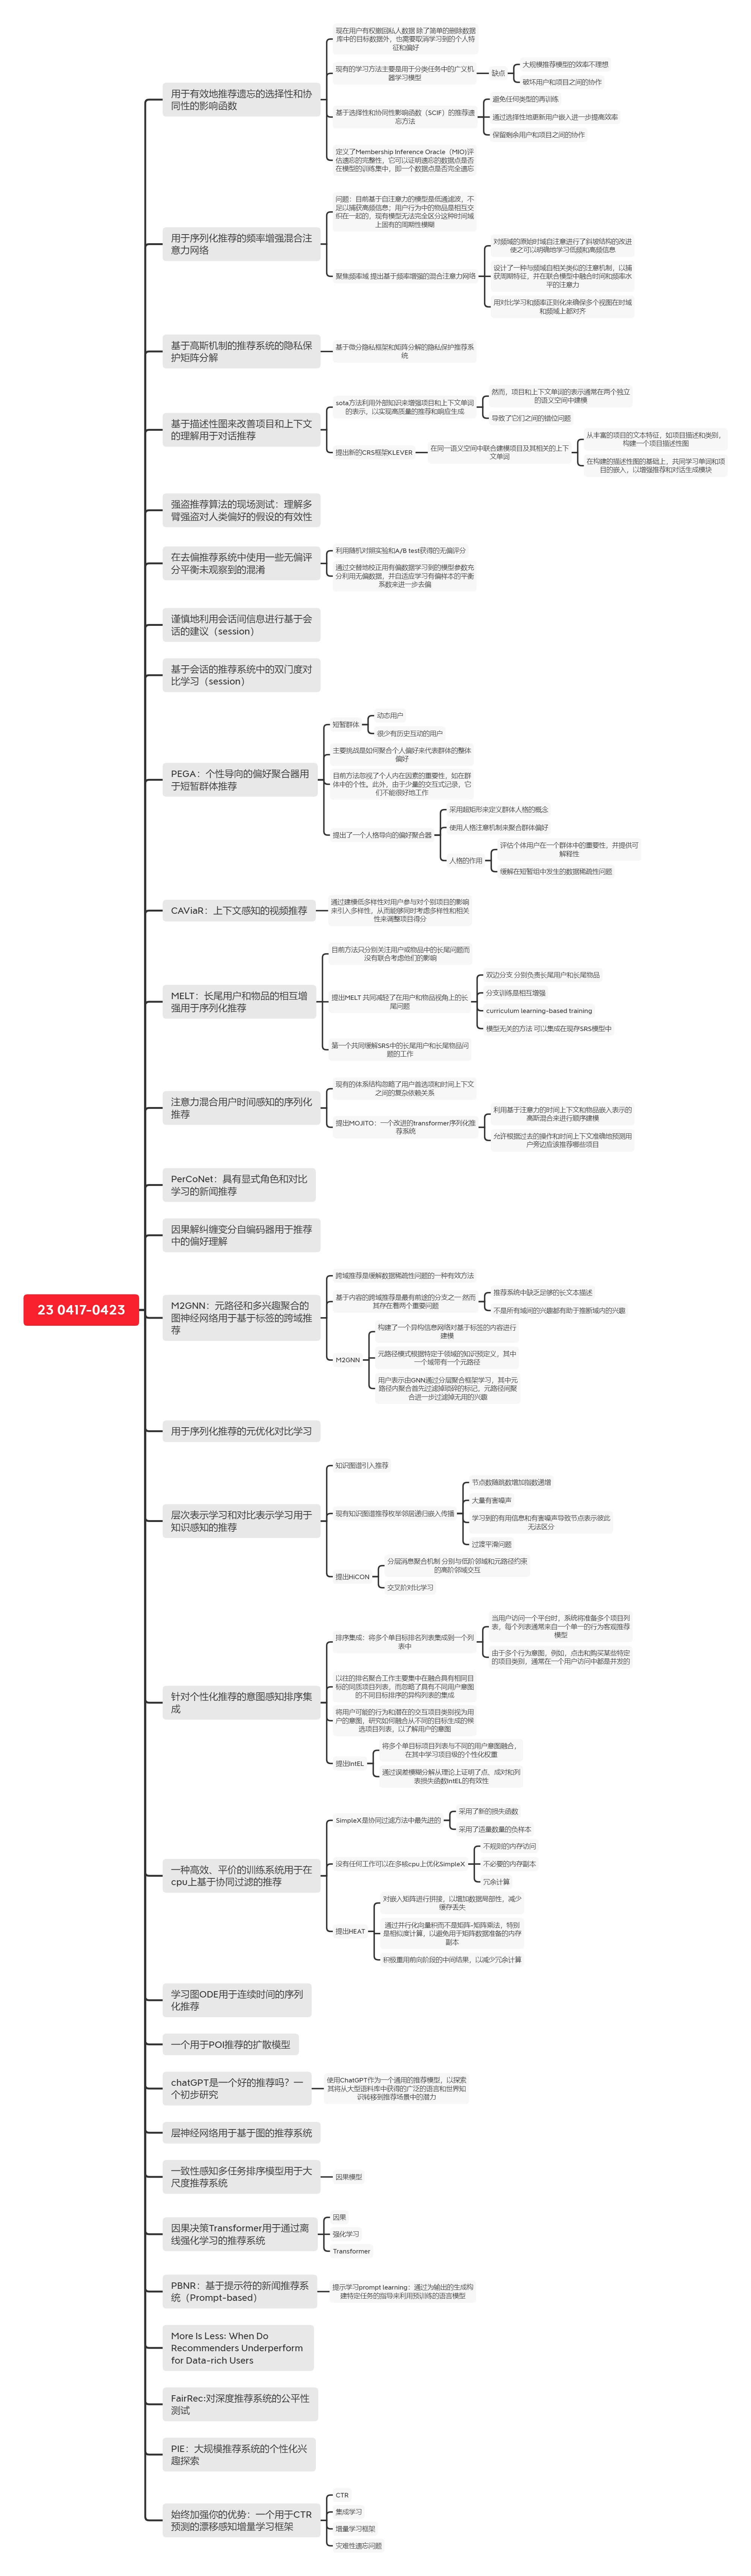 23 0417-0423
用于有效地推荐遗忘的选择性和协
同性的影响函数
现在用户有权撤回私人数据 除了简单的删除数据
库中的目标数据外，也需要取消学习到的个人特
征和偏好
现有的学习方法主要是用于分类任务中的广义机
器学习模型
缺点
大规模推荐模型的效率不理想
破坏用户和项目之间的协作
基于选择性和协同性影响函数（SCIF）的推荐遗
忘方法
避免任何类型的再训练
通过选择性地更新用户嵌入进一步提高效率
保留剩余用户和项目之间的协作
定义了Membership Inference Oracle（MIO)评
估遗忘的完整性，它可以证明遗忘的数据点是否
在模型的训练集中，即一个数据点是否完全遗忘
用于序列化推荐的频率增强混合注
意力网络
问题：目前基于自注意力的模型是低通滤波，不
足以捕获高频信息；用户行为中的物品是相互交
织在一起的，现有模型无法完全区分这种时间域
上固有的周期性模糊
聚焦频率域 提出基于频率增强的混合注意力网络
对频域的原始时域自注意进行了斜坡结构的改进
使之可以明确地学习低频和高频信息
设计了一种与频域自相关类似的注意机制，以捕
获周期特征，并在联合模型中融合时间和频率水
平的注意力
用对比学习和频率正则化来确保多个视图在时域
和频域上都对齐
基于高斯机制的推荐系统的隐私保
护矩阵分解
基于微分隐私框架和矩阵分解的隐私保护推荐系
统
基于描述性图来改善项目和上下文
的理解用于对话推荐
sota方法利用外部知识来增强项目和上下文单词
的表示，以实现高质量的推荐和响应生成
然而，项目和上下文单词的表示通常在两个独立
的语义空间中建模
导致了它们之间的错位问题
提出新的CRS框架KLEVER
在同一语义空间中联合建模项目及其相关的上下
文单词
从丰富的项目的文本特征，如项目描述和类别，
构建一个项目描述性图
在构建的描述性图的基础上，共同学习单词和项
目的嵌入，以增强推荐和对话生成模块
强盗推荐算法的现场测试：理解多
臂强盗对人类偏好的假设的有效性
在去偏推荐系统中使用一些无偏评
分平衡未观察到的混淆
利用随机对照实验和A/B test获得的无偏评分
通过交替地校正用有偏数据学习到的模型参数充
分利用无偏数据，并自适应学习有偏样本的平衡
系数来进一步去偏
谨慎地利用会话间信息进行基于会
话的建议（session）
基于会话的推荐系统中的双门度对
比学习（session）
PEGA：个性导向的偏好聚合器用
于短暂群体推荐
短暂群体
动态用户
很少有历史互动的用户
主要挑战是如何聚合个人偏好来代表群体的整体
偏好
目前方法忽视了个人内在因素的重要性，如在群
体中的个性。此外，由于少量的交互式记录，它
们不能很好地工作
提出了一个人格导向的偏好聚合器
采用超矩形来定义群体人格的概念
使用人格注意机制来聚合群体偏好
人格的作用
评估个体用户在一个群体中的重要性，并提供可
解释性
缓解在短暂组中发生的数据稀疏性问题
CAViaR：上下文感知的视频推荐
通过建模低多样性对用户参与对个别项目的影响
来引入多样性，从而能够同时考虑多样性和相关
性来调整项目得分
MELT：长尾用户和物品的相互增
强用于序列化推荐
目前方法只分别关注用户或物品中的长尾问题而
没有联合考虑他们的影响
提出MELT 共同减轻了在用户和物品视角上的长
尾问题
双边分支 分别负责长尾用户和长尾物品
分支训练是相互增强
curriculum learning-based training
模型无关的方法 可以集成在现存SRS模型中
第一个共同缓解SRS中的长尾用户和长尾物品问
题的工作
注意力混合用户时间感知的序列化
推荐
现有的体系结构忽略了用户首选项和时间上下文
之间的复杂依赖关系
提出MOJITO：一个改进的transformer序列化推
荐系统
利用基于注意力的时间上下文和物品嵌入表示的
高斯混合来进行顺序建模
允许根据过去的操作和时间上下文准确地预测用
户旁边应该推荐哪些项目
PerCoNet：具有显式角色和对比
学习的新闻推荐
因果解纠缠变分自编码器用于推荐
中的偏好理解
M2GNN：元路径和多兴趣聚合的
图神经网络用于基于标签的跨域推
荐
跨域推荐是缓解数据稀疏性问题的一种有效方法
基于内容的跨域推荐是最有前途的分支之一 然而
其存在着两个重要问题
推荐系统中缺乏足够的长文本描述
不是所有域间的兴趣都有助于推断域内的兴趣
M2GNN
构建了一个异构信息网络对基于标签的内容进行
建模
元路径模式根据特定于领域的知识预定义，其中
一个域带有一个元路径
用户表示由GNN通过分层聚合框架学习，其中元
路径内聚合首先过滤掉琐碎的标记，元路径间聚
合进一步过滤掉无用的兴趣
用于序列化推荐的元优化对比学习
层次表示学习和对比表示学习用于
知识感知的推荐
知识图谱引入推荐
现有知识图谱推荐枚举邻居递归嵌入传播
节点数随跳数增加指数递增
大量有害噪声
学习到的有用信息和有害噪声导致节点表示彼此
无法区分
过度平滑问题
提出HiCON
分层消息聚合机制 分别与低阶邻域和元路径约束
的高阶邻域交互
交叉阶对比学习
针对个性化推荐的意图感知排序集
成
排序集成：将多个单目标排名列表集成到一个列
表中
当用户访问一个平台时，系统将准备多个项目列
表，每个列表通常来自一个单一的行为客观推荐
模型
由于多个行为意图，例如，点击和购买某些特定
的项目类别，通常在一个用户访问中都是并发的
以往的排名聚合工作主要集中在融合具有相同目
标的同质项目列表，而忽略了具有不同用户意图
的不同目标排序的异构列表的集成
将用户可能的行为和潜在的交互项目类别视为用
户的意图，研究如何融合从不同的目标生成的候
选项目列表，以了解用户的意图
提出IntEL
将多个单目标项目列表与不同的用户意图融合，
在其中学习项目级的个性化权重
通过误差模糊分解从理论上证明了点、成对和列
表损失函数IntEL的有效性
一种高效、平价的训练系统用于在
cpu上基于协同过滤的推荐
SimpleX是协同过滤方法中最先进的
采用了新的损失函数
采用了适量数量的负样本
没有任何工作可以在多核cpu上优化SimpleX
不规则的内存访问
不必要的内存副本
冗余计算
提出HEAT
对嵌入矩阵进行拼接，以增加数据局部性，减少
缓存丢失
通过并行化向量积而不是矩阵-矩阵乘法，特别
是相似度计算，以避免用于矩阵数据准备的内存
副本
积极重用前向阶段的中间结果，以减少冗余计算
学习图ODE用于连续时间的序列
化推荐
一个用于POI推荐的扩散模型
chatGPT是一个好的推荐吗？一
个初步研究
使用ChatGPT作为一个通用的推荐模型，以探索
其将从大型语料库中获得的广泛的语言和世界知
识转移到推荐场景中的潜力
层神经网络用于基于图的推荐系统
一致性感知多任务排序模型用于大
尺度推荐系统
因果模型
因果决策Transformer用于通过离
线强化学习的推荐系统
因果
强化学习
Transformer
PBNR：基于提示符的新闻推荐系
统（Prompt-based）
提示学习prompt learning：通过为输出的生成构
建特定任务的指导来利用预训练的语言模型
More Is Less: When Do
Recommenders Underperform
for Data-rich Users
FairRec:对深度推荐系统的公平性
测试
PIE：大规模推荐系统的个性化兴
趣探索
始终加强你的优势：一个用于CTR
预测的漂移感知增量学习框架
CTR
集成学习
增量学习框架
灾难性遗忘问题